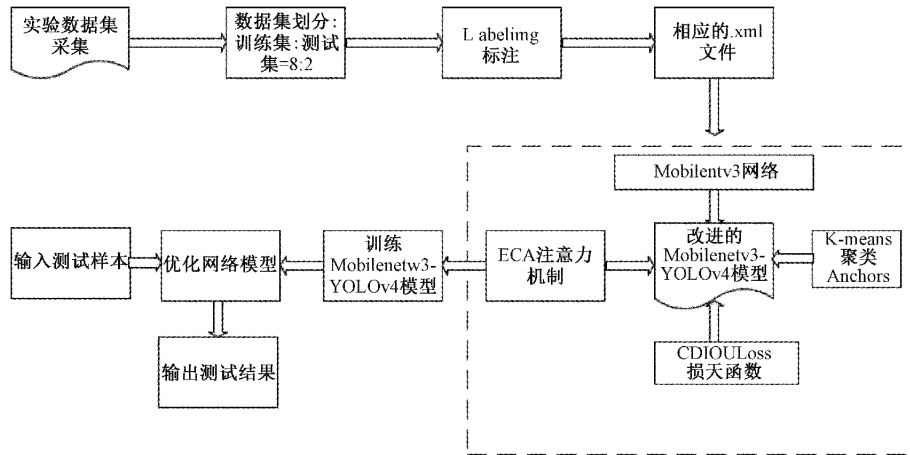 实验数据集
采集
数据集划分:
训练集:测试
集=8:2
L abelimg
标注
相应的.xml
文件
Mobilentv3网络
输入测试样本
优化网络模型
训练
Mobilenetw3-
YOLOv4模型
ECA注意力
机制
改进的
Mobilenetv3-
YOLOv4模型
K-means
聚类
Anchors
输出测试结果
CDIOULoss
损天函数